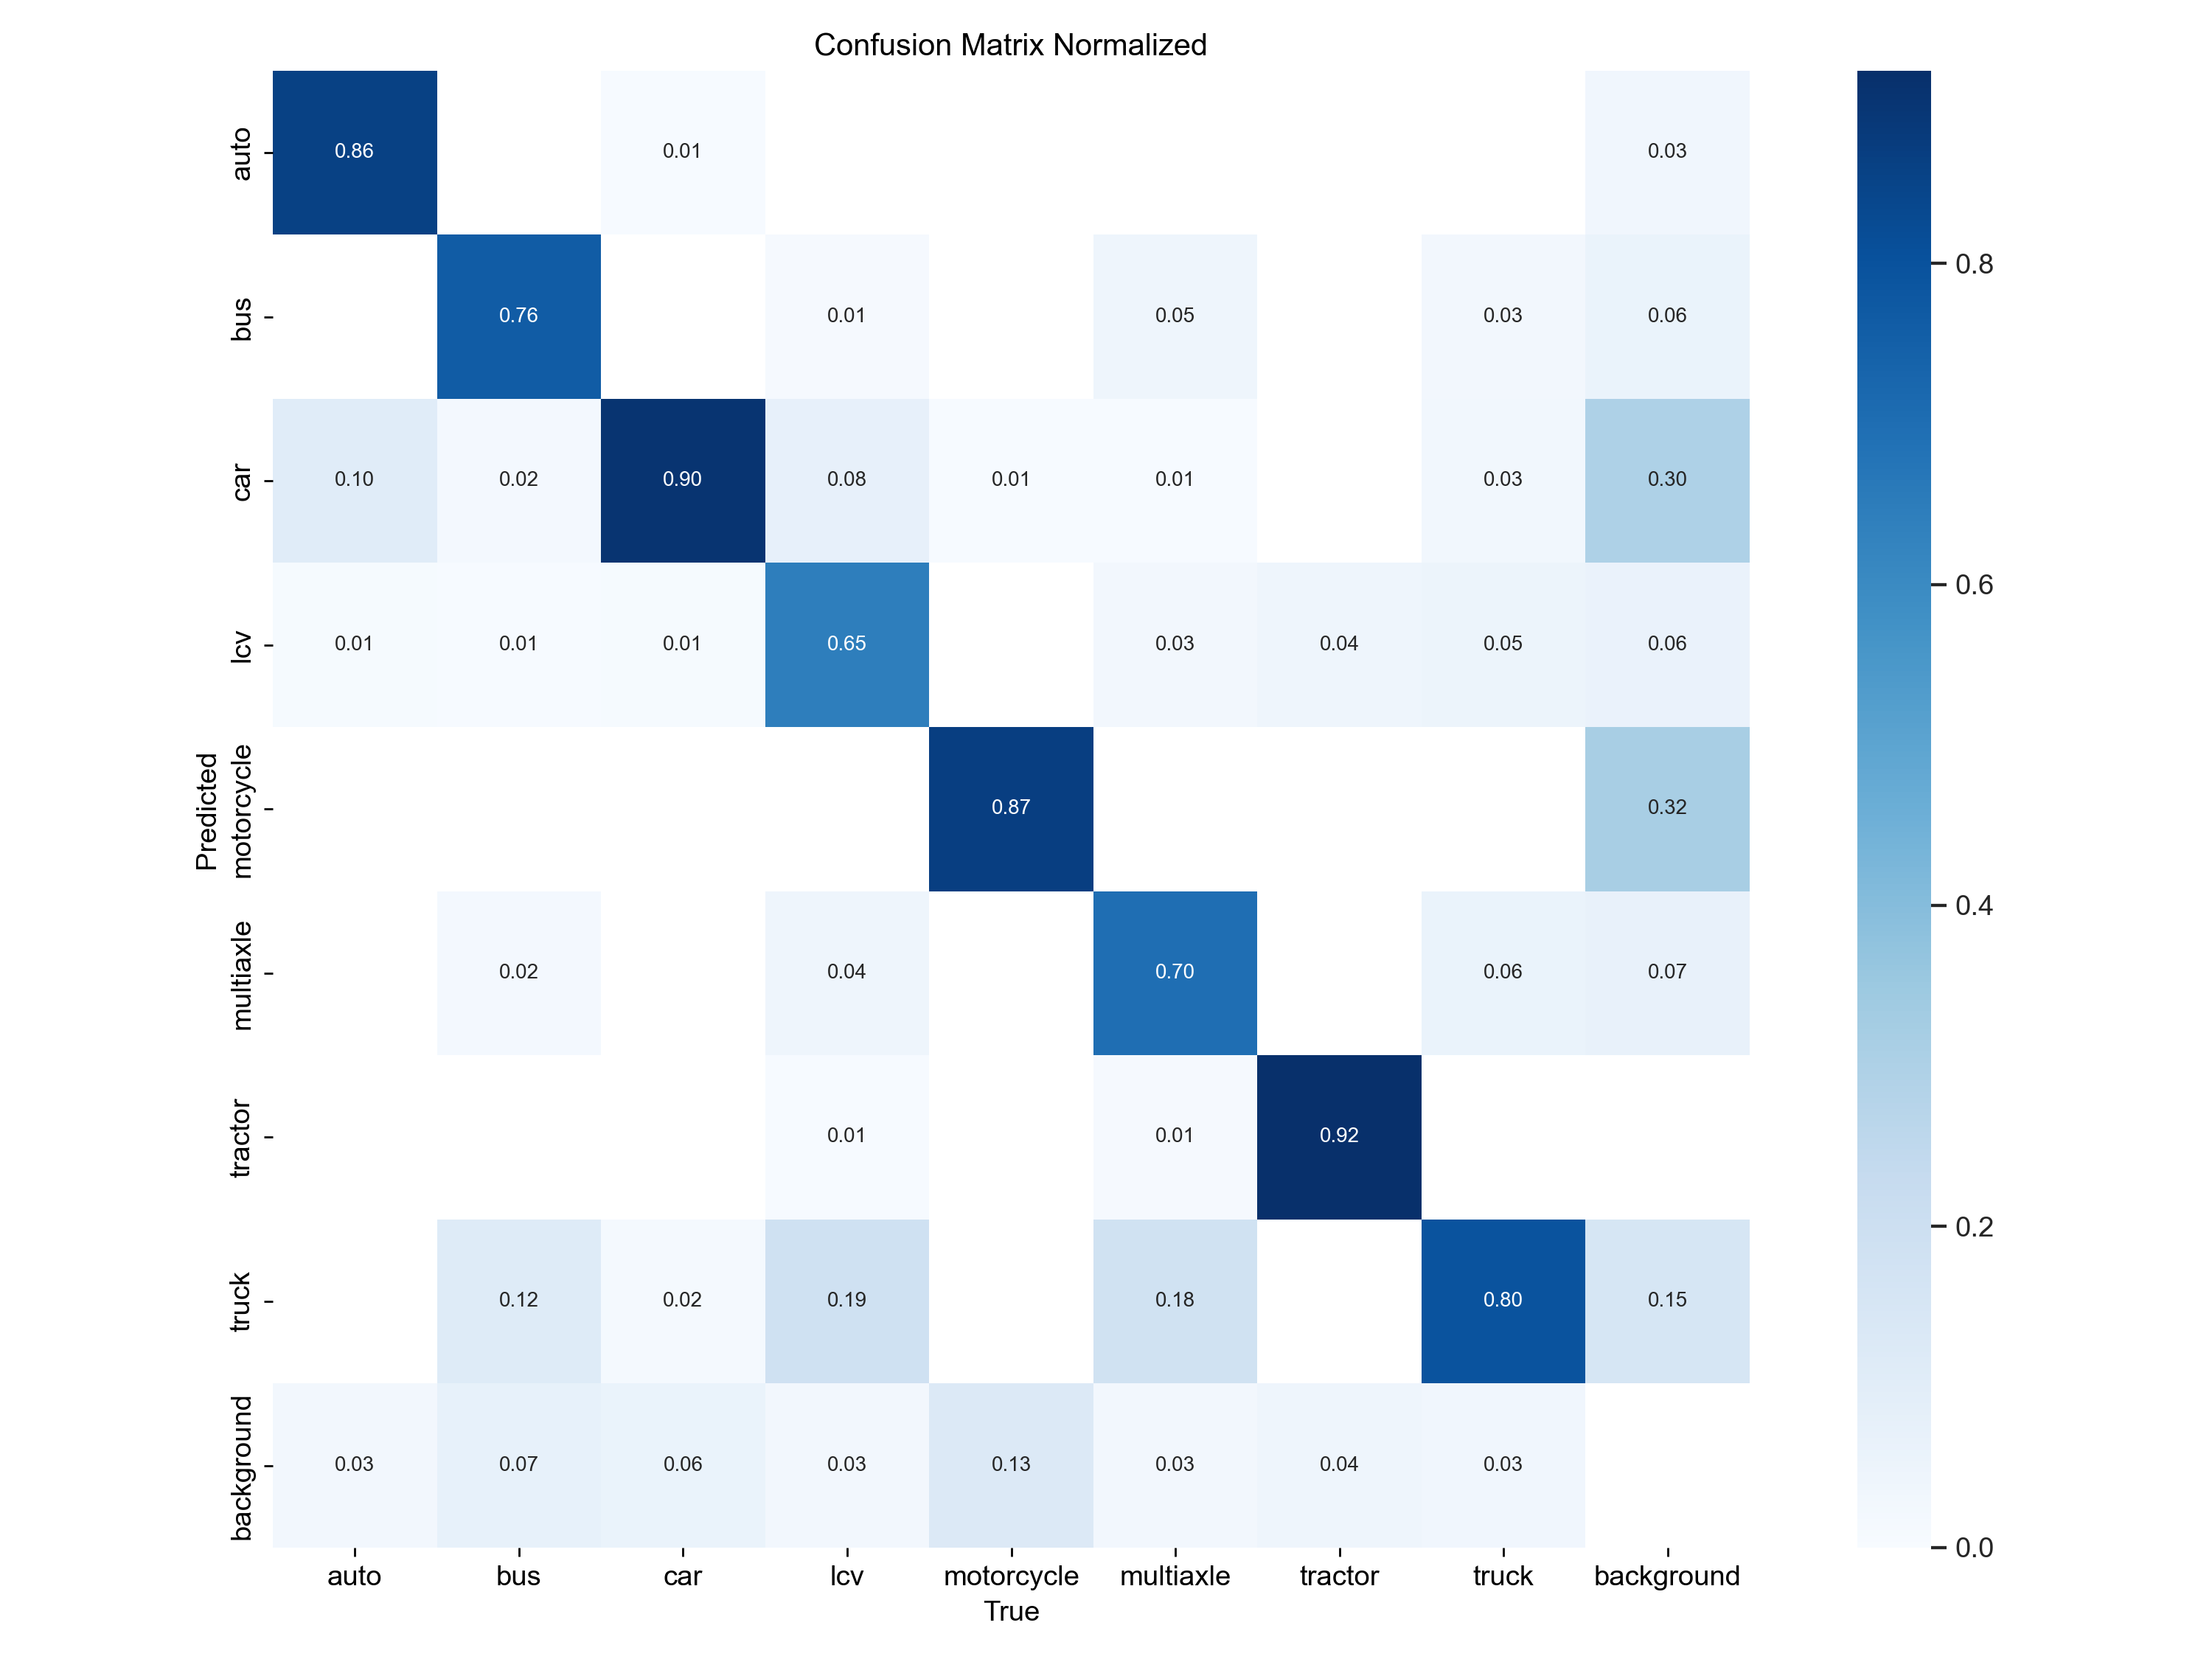 Confusion Matrix Normalized
auto 0.86 0.01 0.03
bus 0.76 0.01 0.05 0.03 0.06
0.8
car 0.10 0.02 0.90 0.08 0.01 0.01 0.03 0.30
0.6
lcv 0.01 0.01 0.01 0.65 0.03 0.04 0.05 0.06
Predicted
motorcycle 0.87 0.32
0.4
multiaxle 0.02 0.04 0.70 0.06 0.07
tractor 0.01 0.01 0.92
0.2
truck 0.12 0.02 0.19 0.18 0.80 0.15
background 0.03 0.07 0.06 0.03 0.13 0.03 0.04 0.03
0.0
auto bus car lcv motorcycle multiaxle tractor truck background
True